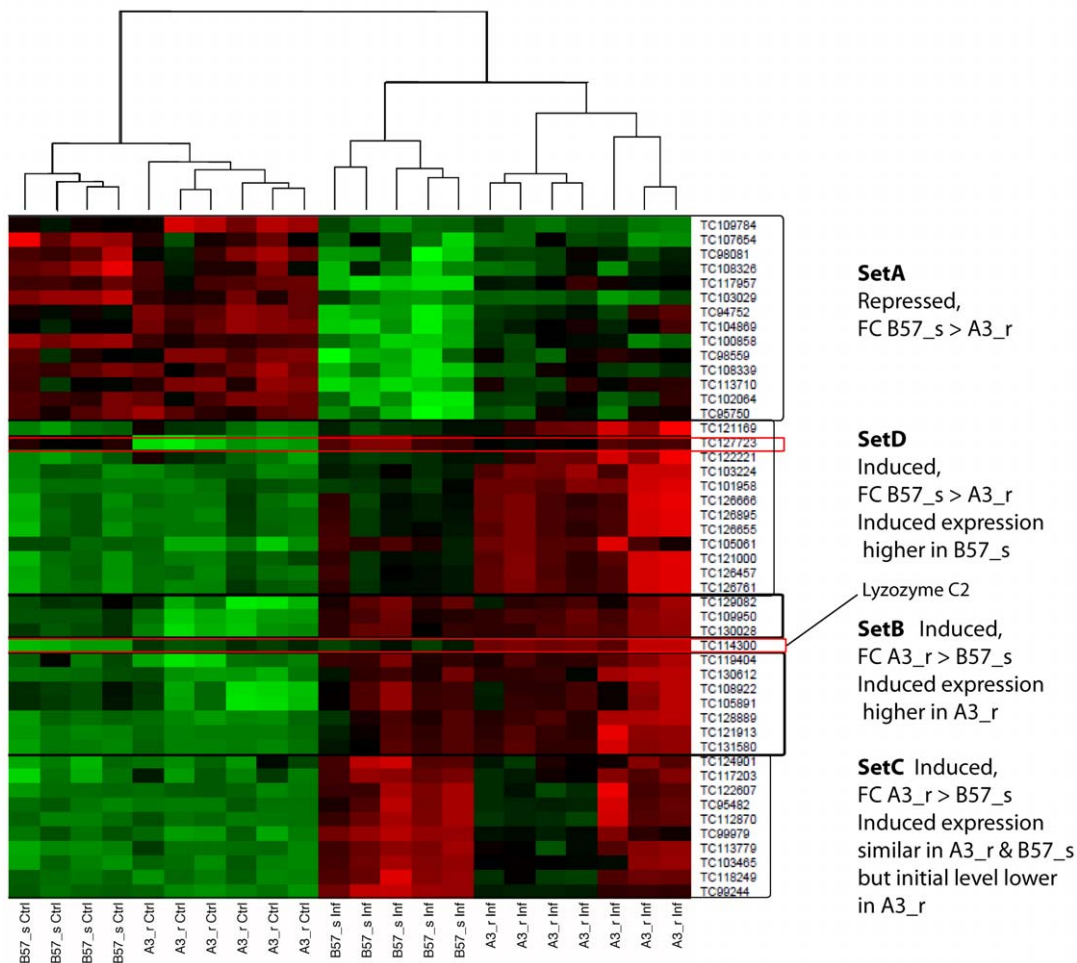 TC109784
TC107654
TC98081
TC108326
TC117957
TC103029
TC94752
TC104869
TC100858
TC98559
TC108339
TC113710
TC102064
TC95750
TC121169
TC127723
TC122221
TC103224
TC101958
TC126666
TC126895
TC126655
TC105061
TC121000
TC126457
TC126761
TC129082
TC109950
TC130028
TC114300
TC119404
TC130612
TC108922
TC105891
TC128889
TC121913
TC131580
TC124901
TC117203
TC122607
TC95482
TC112870
TC99979
TC113779
TC103465
TC118249
TC99244
SetA
Repressed,
FC B57_s > A3_r
SetD
Induced,
FC B57_s > A3_r
Induced expression
higher in B57_s
Lyzozyme C2
SetB Induced,
FC A3_r > B57_s
Induced expression
higher in A3_r
SetC Induced,
FC A3_r > B57_s
Induced expression
similar in A3_r & B57_s
but initial level lower
in A3_r
B57_s Ctrl
B57_s Ctrl
B57_s Ctrl
B57_s Ctrl
A3_r Ctrl
A3_r Ctrl
A3_r Ctrl
A3_r Ctrl
A3_r Ctrl
A3_r Ctrl
B57_s Inf
B57_s Inf
B57_s Inf
B57_s Inf
B57_s Inf
A3_r Inf
A3_r Inf
A3_r Inf
A3_r Inf
A3_r Inf
A3_r Inf
A3_r Inf